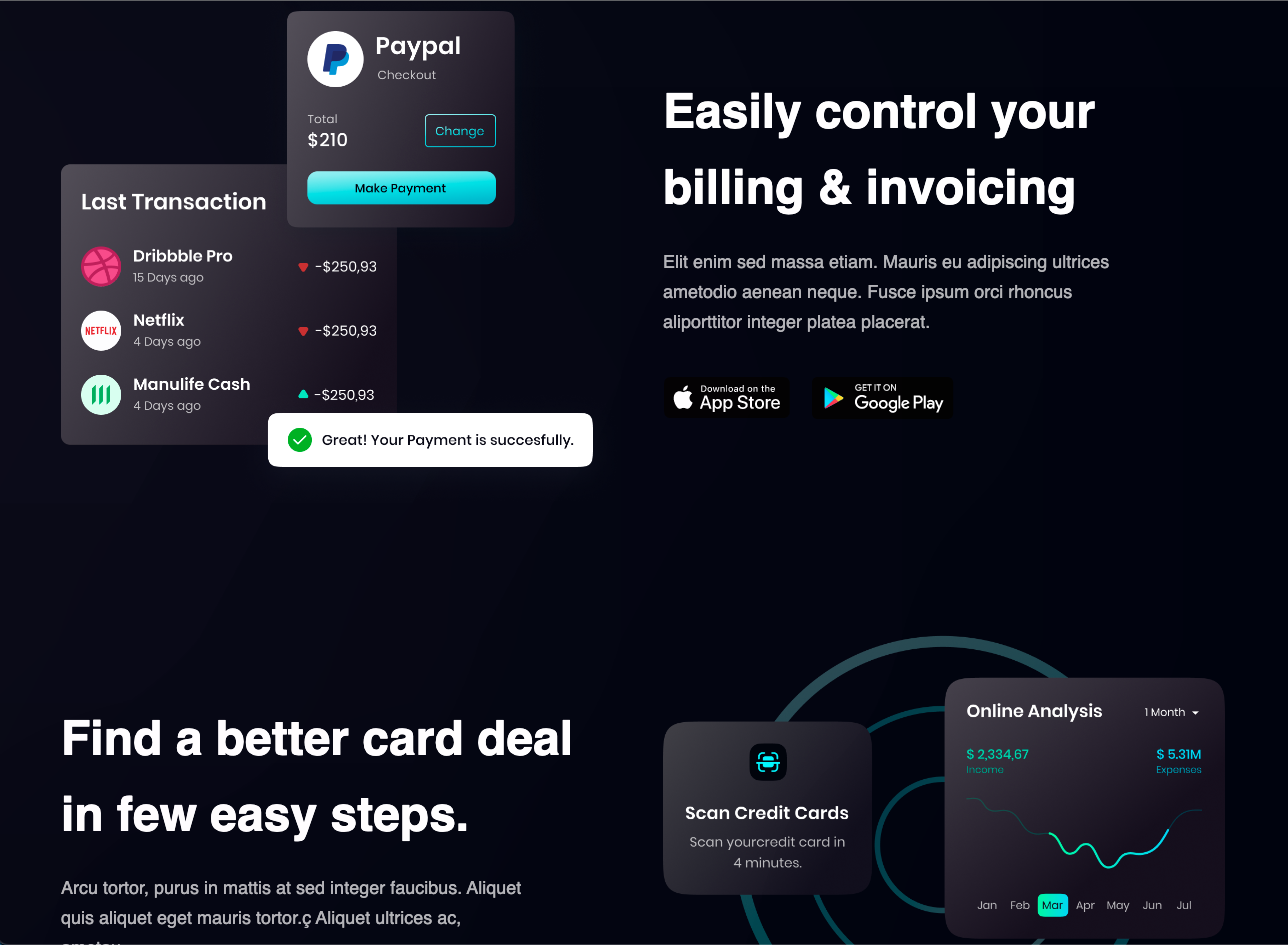 Paypal
Checkout
Total
$210
Change
Make Payment
Last Transaction
Dribbble Pro
15 Days ago
-$250,93
NETFLIX
Netflix
4 Days ago
-$250,93
Manulife Cash
4 Days ago
-$250,93
Great! Your Payment is succesfully.
Easily control your
billing & invoicing
Elit enim sed massa etiam. Mauris eu adipiscing ultrices
ametodio aenean neque. Fusce ipsum orci rhoncus
aliporttitor integer platea placerat.
Download on the
App Store
GET IT ON
Google Play
Find a better card deal
in few easy steps.
Arcu tortor, purus in mattis at sed integer faucibus. Aliquet
quis aliquet eget mauris tortor.ç Aliquet ultrices ac,
Scan Credit Cards
Scan yourcredit card in
4 minutes.
Online Analysis
1 Month
$ 2,334,67
Income
$ 5.31M
Expenses
Jan Feb Mar Apr May Jun Jul